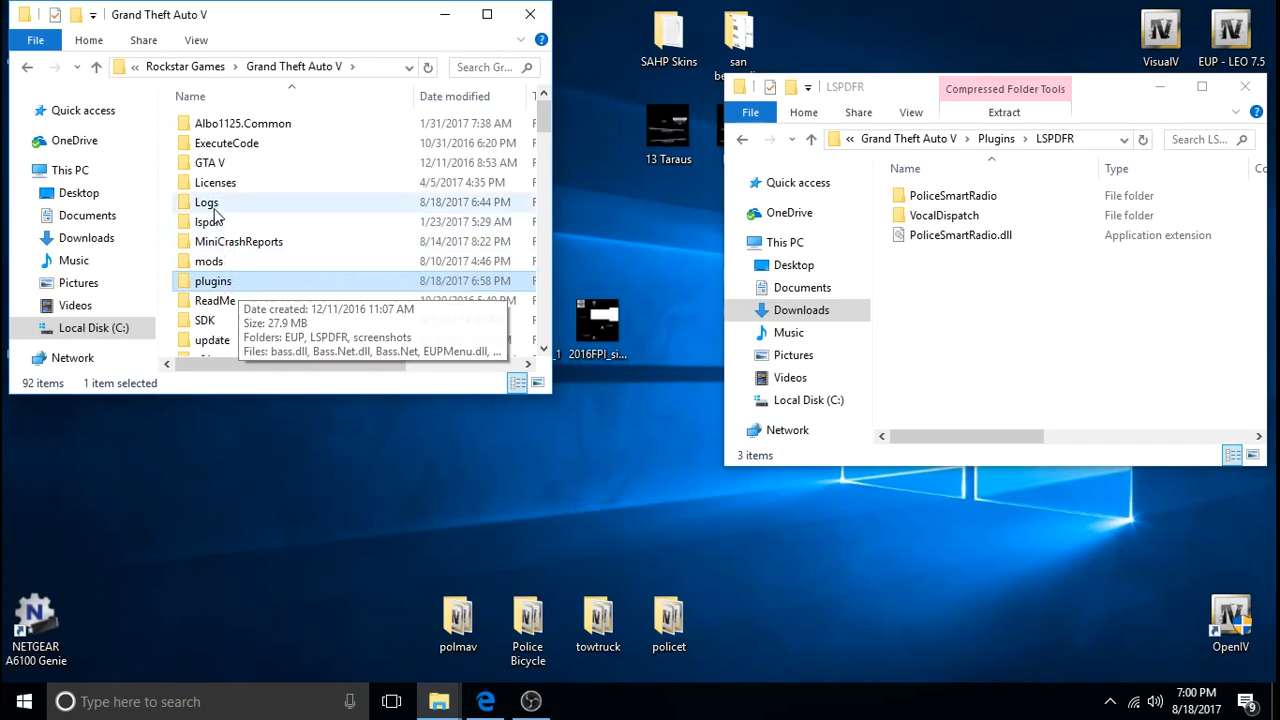 Grand Theft Auto V
File Home Share View
« Rockstar Games > Grand Theft Auto V >
Search Gr...
Name Date modified
Quick access
OneDrive
This PC
Desktop
Documents
Downloads
Music
Pictures
Videos
Local Disk (C:)
Network
Albo1125.Common 1/31/2017 7:38 AM
ExecuteCode 10/31/2016 6:20 PM
GTA V 12/11/2016 8:53 AM
Licenses 4/5/2017 4:35 PM
Logs 8/18/2017 6:44 PM
1/23/2017 5:29 AM
MiniCrashReports 8/14/2017 8:22 PM
mods 8/10/2017 4:46 PM
plugins 8/18/2017 6:58 PM
ReadMe
SDK
update
Date created: 12/11/2016 11:07 AM
Size: 27.9 MB
Folders: EUP, LSPDFR, screenshots
Files: bass.dll, Bass.Net.dll, Bass.Net, EUPMenu.dll, ...
92 items 1 item selected
SAHP Skins
san
13 Taraus
2016FPI_si...
VisualIV
EUP - LEO 7.5
LSPDFR
Compressed Folder Tools
File Home Share View Extract
« Grand Theft Auto V > Plugins > LSPDFR
Search LS...
Name Type
Quick access
OneDrive
This PC
Desktop
Documents
Downloads
Music
Pictures
Videos
Local Disk (C:)
Network
PoliceSmartRadio File folder
VocalDispatch File folder
PoliceSmartRadio.dll Application extension
3 items
NETGEAR
A6100 Genie
polmav
Police
Bicycle
towtruck
policet
OpenIV
Type here to search
7:00 PM
8/18/2017
9